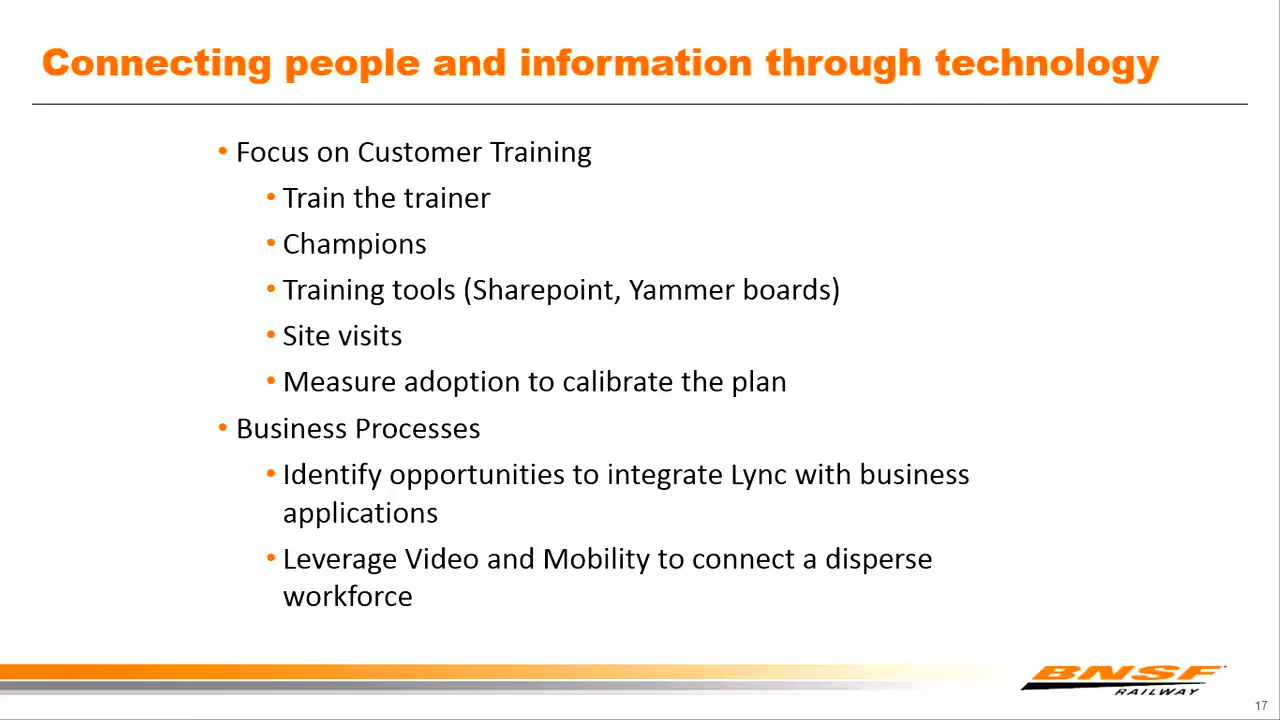 Connecting people and information through technology
• Focus on Customer Training
• Train the trainer
• Champions
• Training tools (Sharepoint, Yammer boards)
• Site visits
• Measure adoption to calibrate the plan
• Business Processes
• Identify opportunities to integrate Lync with business
applications
• Leverage Video and Mobility to connect a disperse
workforce
BNSF
RAILWAY
17